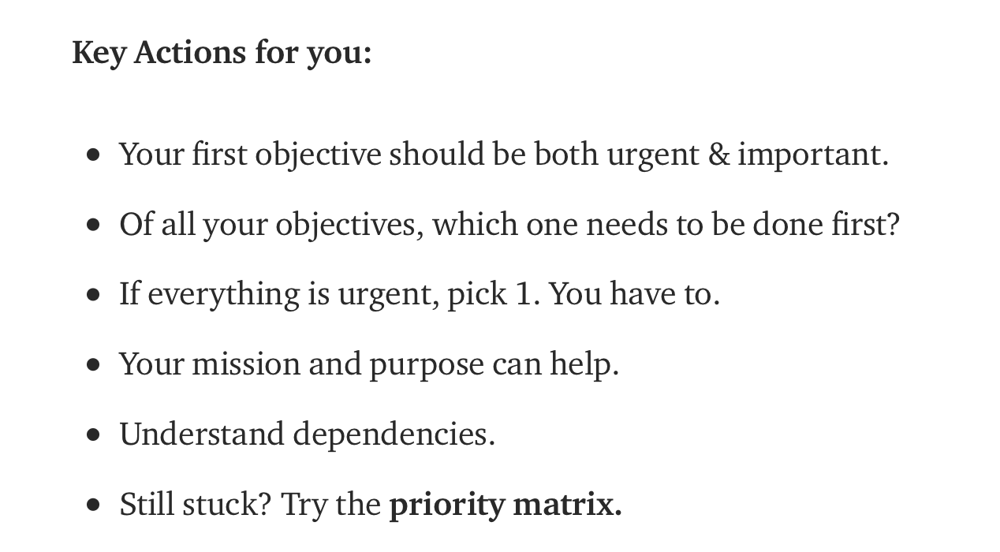 Key Actions for you:
• Your first objective should be both urgent & important.
• Of all your objectives, which one needs to be done first?
• If everything is urgent, pick 1. You have to.
• Your mission and purpose can help.
• Understand dependencies.
• Still stuck? Try the priority matrix.